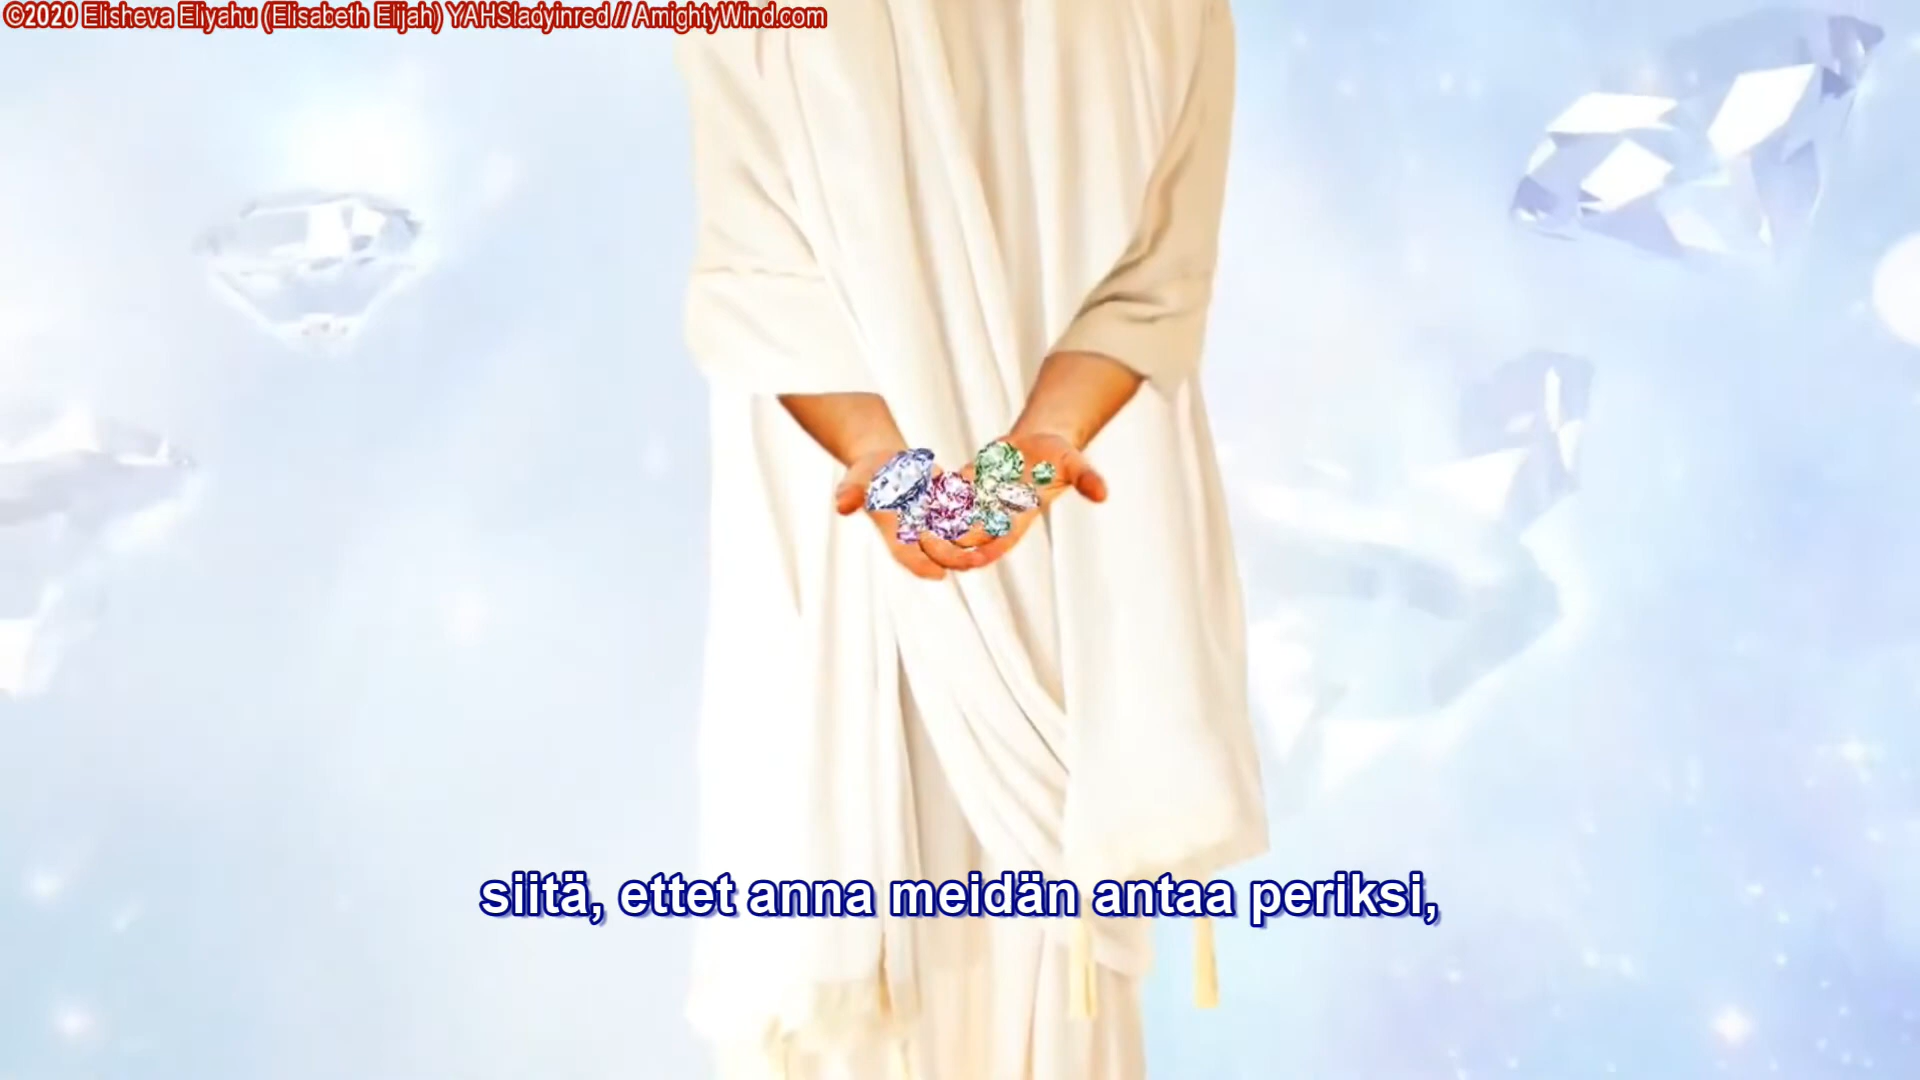 ©2020 Elisheva Eliyahu (Elisabeth Elijah) YAHSladyinred // AmightyWind.com
siitä, ettet anna meidän antaa periksi,